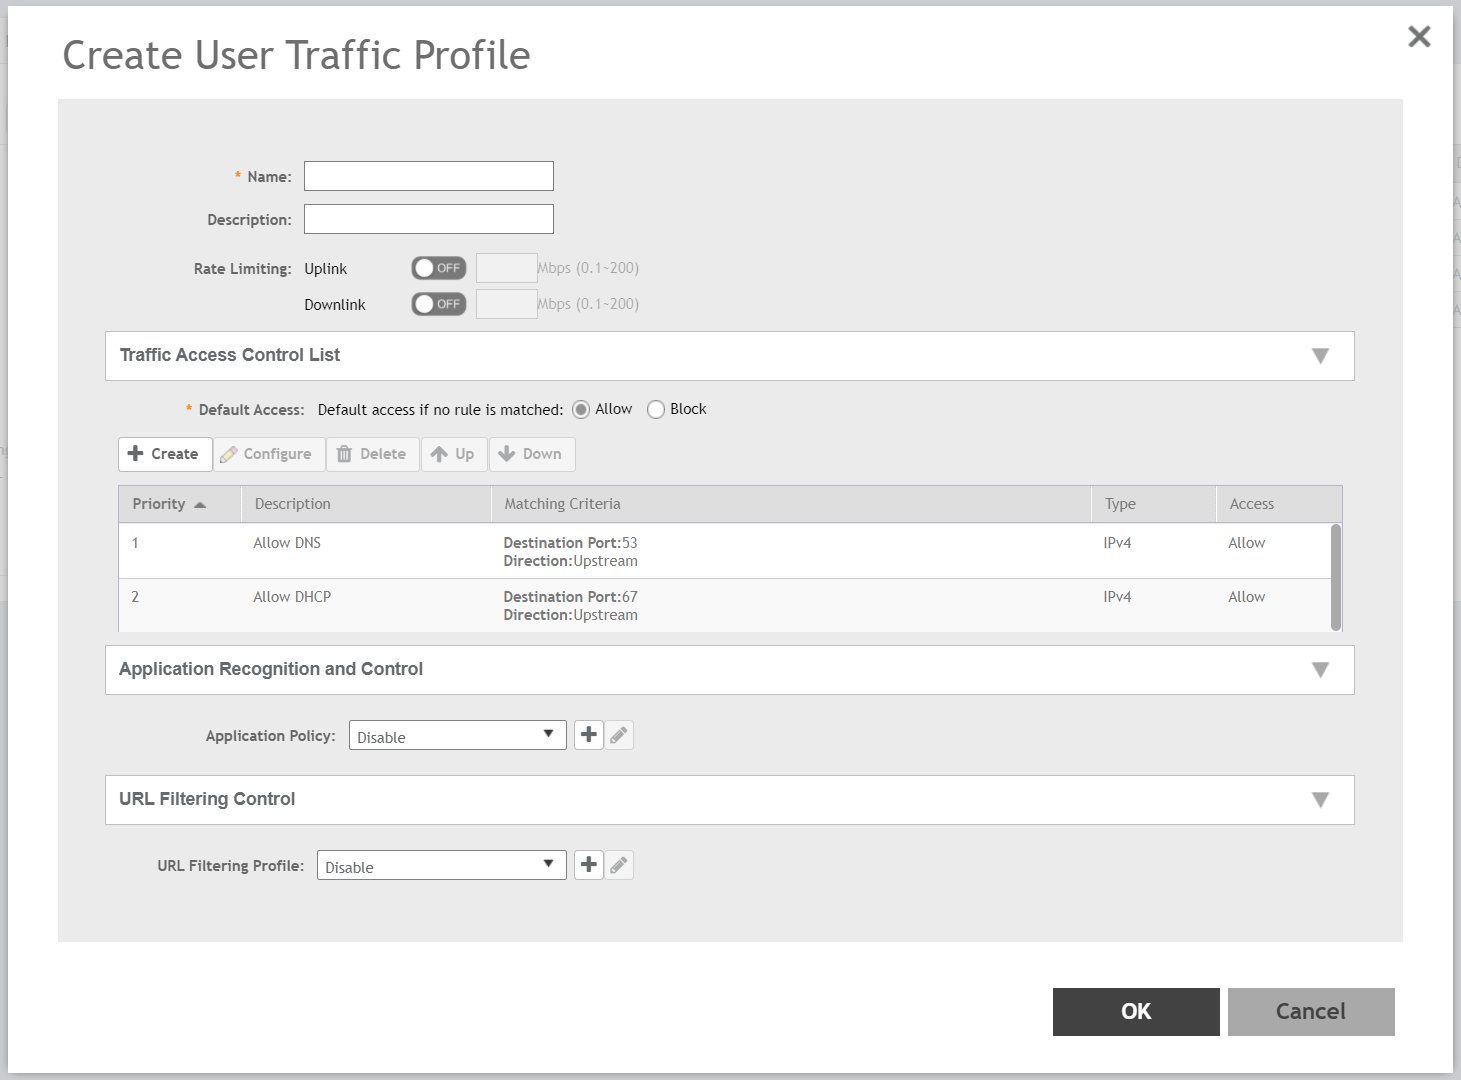 Create User Traffic Profile
* Name:
Description:
Rate Limiting: Uplink OFF Mbps (0.1~200)
Downlink OFF Mbps (0.1~200)
Traffic Access Control List
* Default Access: Default access if no rule is matched: Allow Block
Create Configure Delete Up Down
Priority Description Matching Criteria Type Access
1 Allow DNS Destination Port:53 IPv4 Allow
Direction:Upstream
2 Allow DHCP Destination Port:67 IPv4 Allow
Direction:Upstream
Application Recognition and Control
Application Policy: Disable
URL Filtering Control
URL Filtering Profile: Disable
OK Cancel